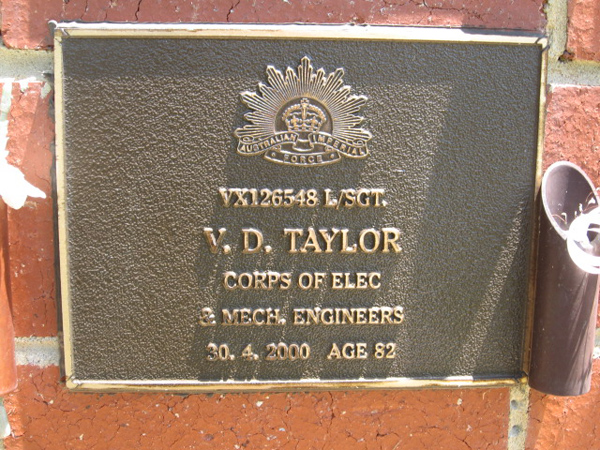 AUSTRALIAN IMPERIAL
FORCE
VX126548 L/SGT.
V. D. TAYLOR
CORPS OF ELEC
& MECH. ENGINEERS
30. 4. 2000 AGE 82